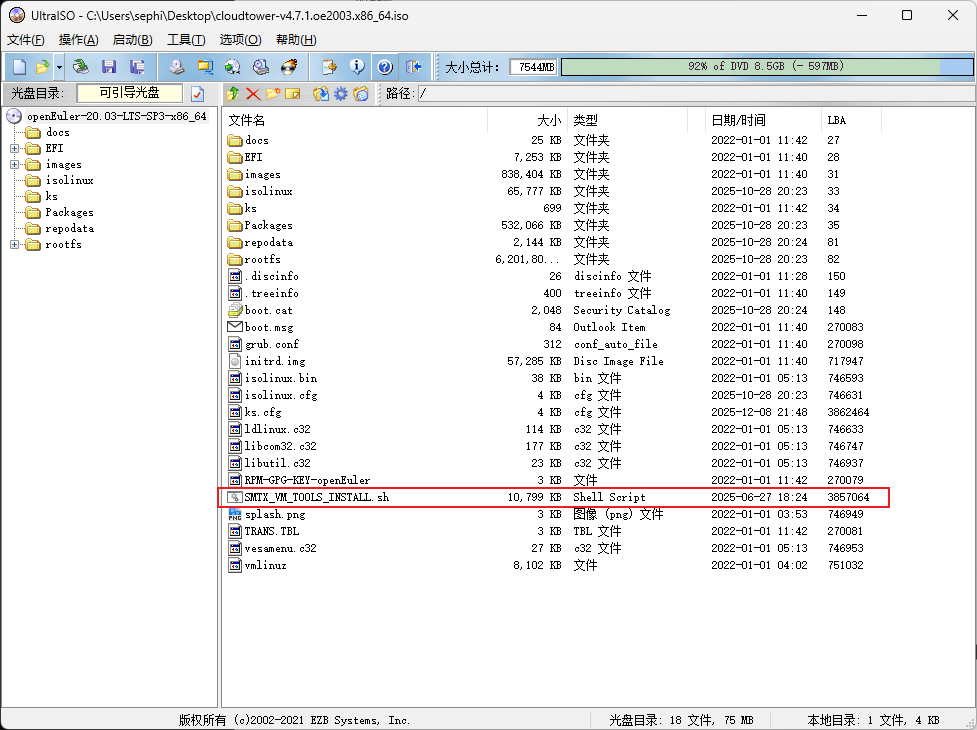 UltraISO - C:\Users\sephi\Desktop\cloudtower-v4.7.1.oe2003.x86_64.iso
文件(F) 操作(A) 启动(B) 工具(T) 选项(O) 帮助(H)
大小总计: 7544MB 92% of DVD 8.5GB (- 597MB)
光盘目录: 可引导光盘 路径: /
openEuler-20.03-LTS-SP3-x86_64
docs
EFI
images
isolinux
ks
Packages
repodata
rootfs
文件名 大小 类型 日期/时间 LBA
docs 25 KB 文件夹 2022-01-01 11:42 27
EFI 7,253 KB 文件夹 2022-01-01 11:40 28
images 838,404 KB 文件夹 2022-01-01 11:40 31
isolinux 65,777 KB 文件夹 2025-10-28 20:23 33
ks 699 文件夹 2022-01-01 11:42 34
Packages 532,066 KB 文件夹 2025-10-28 20:23 35
repodata 2,144 KB 文件夹 2025-10-28 20:24 81
rootfs 6,201,80... 文件夹 2025-10-28 20:23 82
.discinfo 26 discinfo 文件 2022-01-01 11:28 150
.treeinfo 400 treeinfo 文件 2022-01-01 11:40 149
boot.cat 2,048 Security Catalog 2025-10-28 20:24 148
boot.msg 84 Outlook Item 2022-01-01 11:40 270083
grub.conf 312 conf_auto_file 2022-01-01 11:40 270098
initrd.img 57,285 KB Disc Image File 2022-01-01 11:40 717947
isolinux.bin 38 KB bin 文件 2022-01-01 05:13 746593
isolinux.cfg 4 KB cfg 文件 2025-10-28 20:23 746631
ks.cfg 4 KB cfg 文件 2025-12-08 21:48 3862464
ldlinux.c32 114 KB c32 文件 2022-01-01 05:13 746633
libcom32.c32 177 KB c32 文件 2022-01-01 05:13 746747
libutil.c32 23 KB c32 文件 2022-01-01 05:13 746937
RPM-GPG-KEY-openEuler 3 KB 文件 2022-01-01 11:42 270079
SMTX_VM_TOOLS_INSTALL.sh 10,799 KB Shell Script 2025-06-27 18:24 3857064
PNG splash.png 3 KB 图像 (png) 文件 2022-01-01 03:53 746949
TRANS.TBL 3 KB TBL 文件 2022-01-01 11:42 270081
vesamenu.c32 27 KB c32 文件 2022-01-01 05:13 746953
vmlinuz 8,102 KB 文件 2022-01-01 04:02 751032
版权所有 (c)2002-2021 EZB Systems, Inc. 光盘目录: 18 文件, 75 MB 本地目录: 1 文件, 4 KB